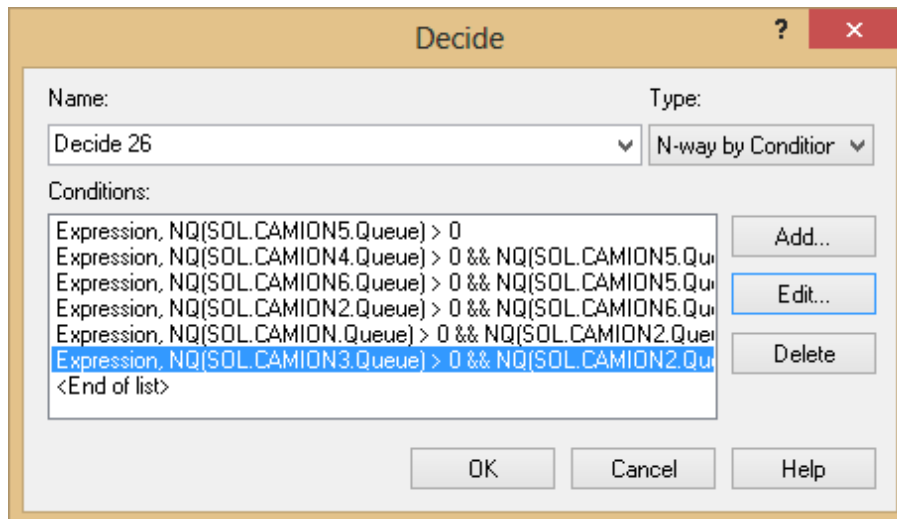 Decide
?
×
Name:
Type:
Decide 26
N-way by Condition
Conditions:
Expression, NQ(SOL.CAMION5.Queue) > 0
Expression, NQ(SOL.CAMION4.Queue) > 0 && NQ(SOL.CAMION5.Qu
Expression, NQ(SOL.CAMION6.Queue) > 0 && NQ(SOL.CAMION5.Qu
Expression, NQ(SOL.CAMION2.Queue) > 0 && NQ(SOL.CAMION6.Qu
Expression, NQ(SOL.CAMION.Queue) > 0 && NQ(SOL.CAMION2.Que
Expression, NQ(SOL.CAMION3.Queue) > 0 && NQ(SOL.CAMION2.Qu
<End of list>
Add...
Edit...
Delete
OK
Cancel
Help